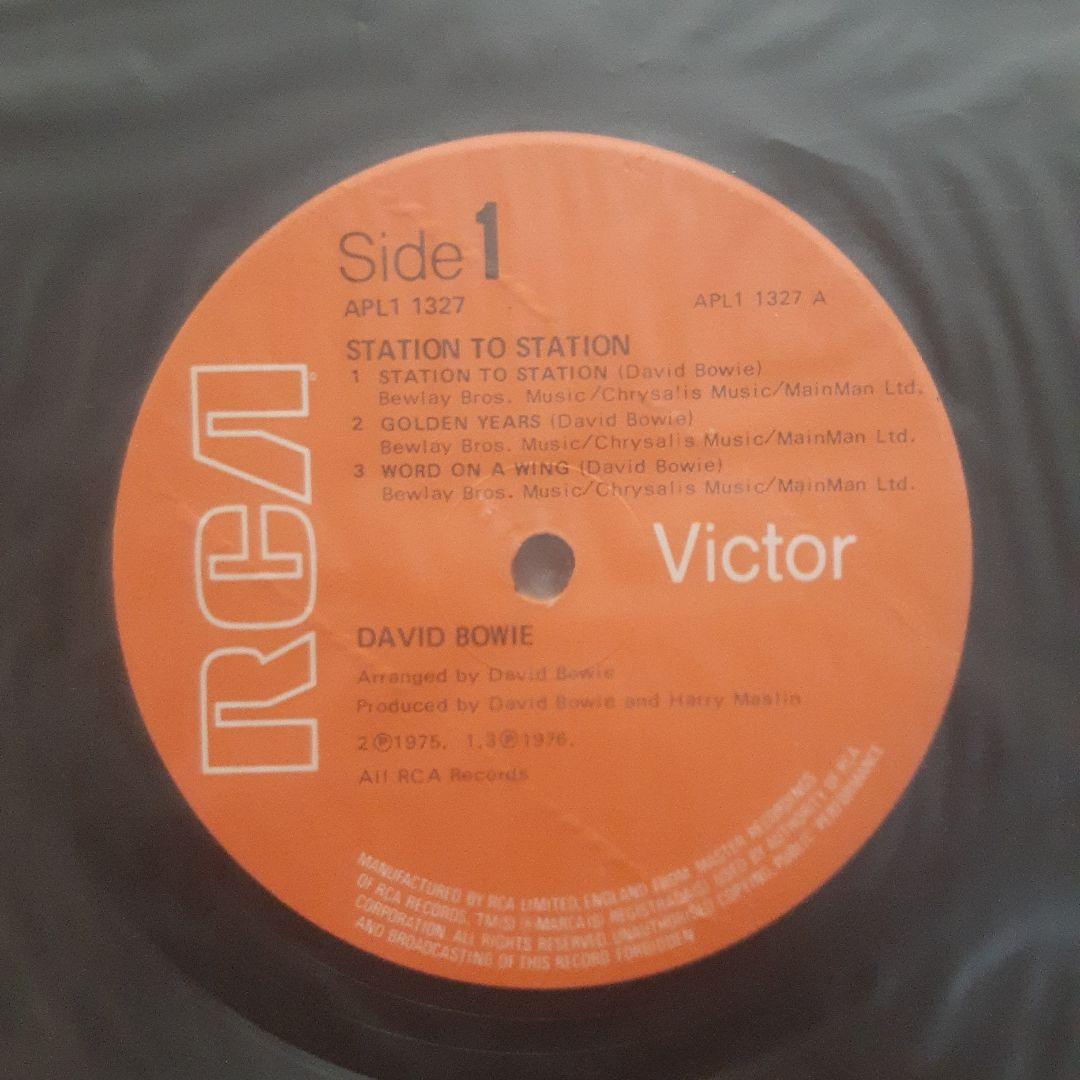 Side 1
APL1 1327 APL1 1327 A
STATION TO STATION
1 STATION TO STATION (David Bowie)
Bewlay Bros. Music/Chrysalis Music/MainMan Ltd.
2 GOLDEN YEARS (David Bowie)
Bewlay Bros. Music/Chrysalis Music/MainMan Ltd.
3 WORD ON A WING (David Bowie)
Bewlay Bros. Music/Chrysalis Music/MainMan Ltd.
RCA
Victor
DAVID BOWIE
Arranged by David Bowie
Produced by David Bowie and Harry Maslin
2 ℗ 1975. 1,3 ℗ 1976.
All RCA Records
MANUFACTURED BY RCA LIMITED, ENGLAND FROM MASTER RECORDINGS
OF RCA RECORDS. TM(S) ® MARCA(S) REGISTRADA(S) USED BY AUTHORITY OF RCA
CORPORATION. ALL RIGHTS RESERVED. UNAUTHORISED COPYING, PUBLIC PERFORMANCE
AND BROADCASTING OF THIS RECORD FORBIDDEN